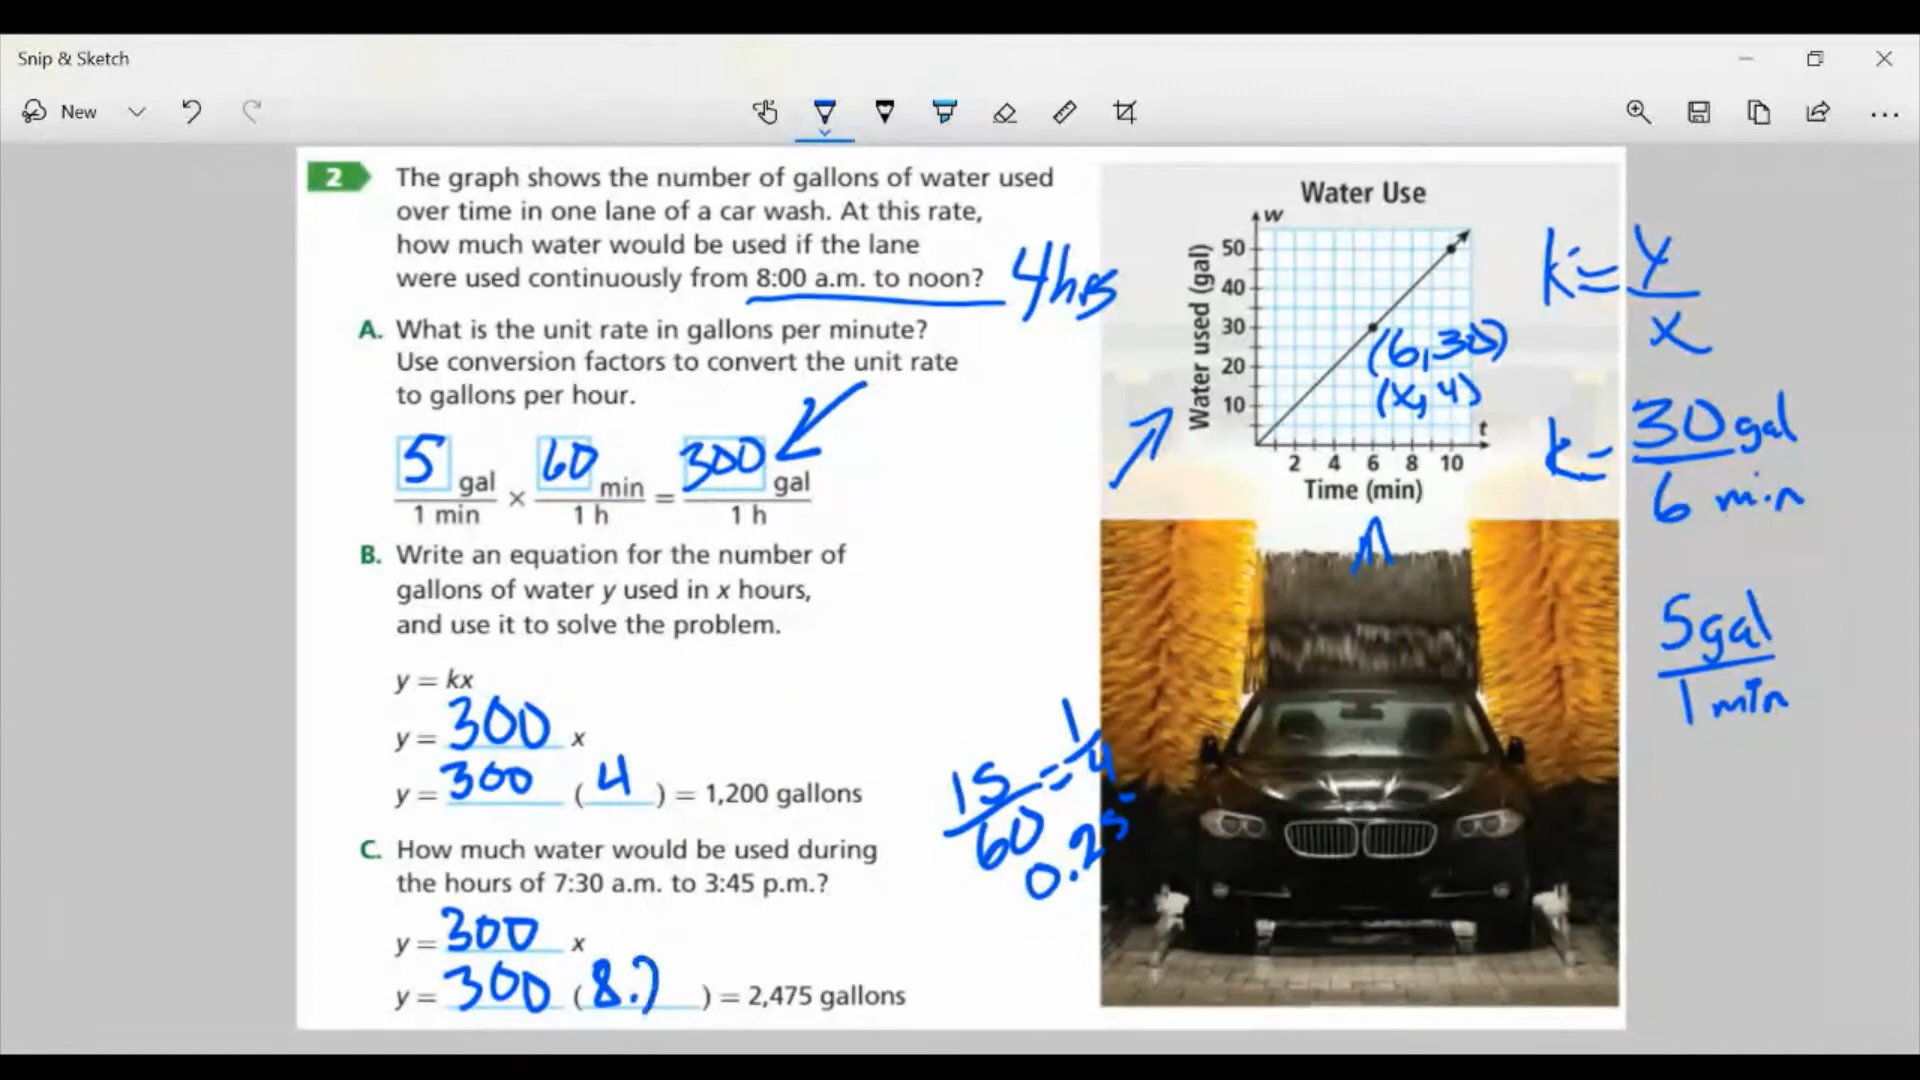 Snip & Sketch
New
2 The graph shows the number of gallons of water used
over time in one lane of a car wash. At this rate,
how much water would be used if the lane
were used continuously from 8:00 a.m. to noon? 4hrs
A. What is the unit rate in gallons per minute?
Use conversion factors to convert the unit rate
to gallons per hour.
5 gal / 1 min × 60 min / 1 h = 300 gal / 1 h
B. Write an equation for the number of
gallons of water y used in x hours,
and use it to solve the problem.
y = kx
y = 300 x
y = 300 ( 4 ) = 1,200 gallons
15/60 = 1/4
0.25
C. How much water would be used during
the hours of 7:30 a.m. to 3:45 p.m.?
y = 300 x
y = 300 ( 8. ) = 2,475 gallons
Water Use
w
Water used (gal)
50
40
30
20
10
t
2 4 6 8 10
Time (min)
(6,30)
(x, y)
k = y/x
k = 30 gal / 6 min
5 gal / 1 min